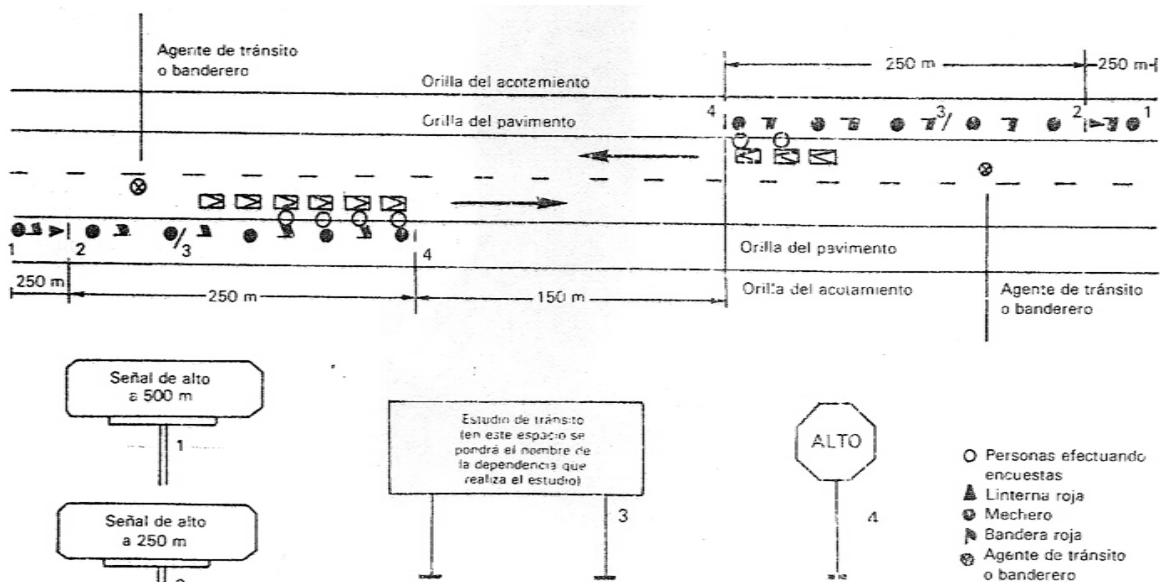 Agente de tránsito
o banderero
Orilla del acotamiento
250 m
250 m
Orilla del pavimento
4
3
2
1
1
2
3
4
Orilla del pavimento
250 m
250 m
150 m
Orilla del acotamiento
Agente de tránsito
o banderero
Señal de alto
a 500 m
1
Señal de alto
a 250 m
Estudio de tránsito
(en este espacio se
pondrá el nombre de
la dependencia que
realiza el estudio)
3
ALTO
4
Personas efectuando
encuestas
Linterna roja
Mechero
Bandera roja
Agente de tránsito
o banderero